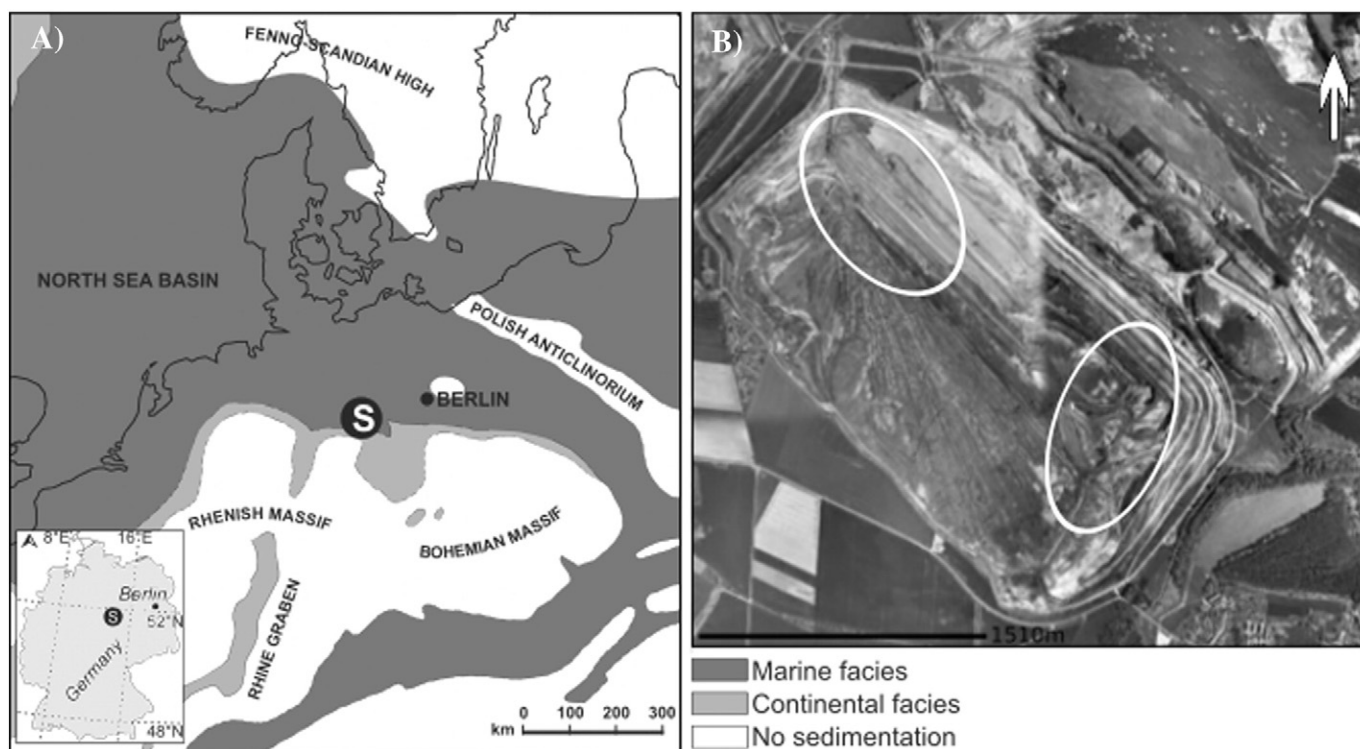 A)
FENNO-SCANDIAN HIGH
NORTH SEA BASIN
POLISH ANTICLINORIUM
BERLIN
S
RHENISH MASSIF
BOHEMIAN MASSIF
RHINE GRABEN
8°E
16°E
Berlin
S
52°N
Germany
48°N
0 100 200 300
km
B)
1510m
Marine facies
Continental facies
No sedimentation